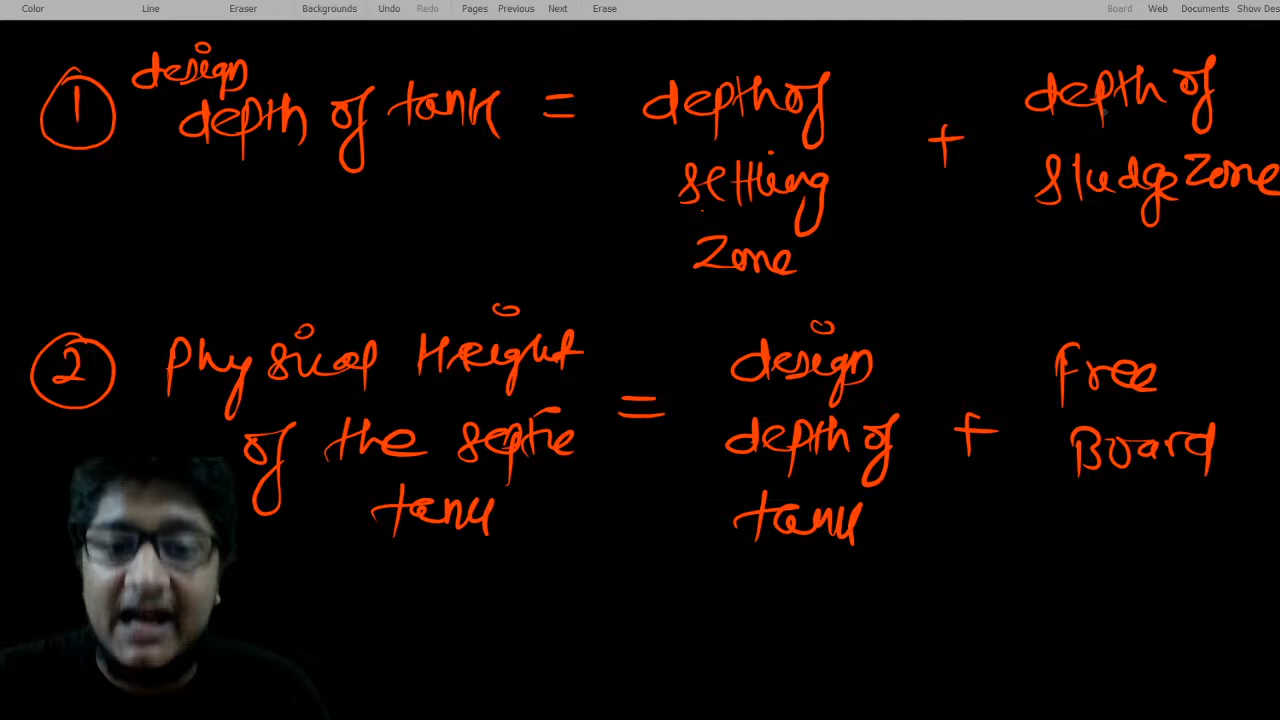 Color Line Eraser Backgrounds Undo Redo Pages Previous Next Erase Board Web Documents Show Des
1 design
depth of tank = depth of + depth of
settling sludge zone
zone
2 Physical Height = design + Free
of the septic depth of Board
tank tank